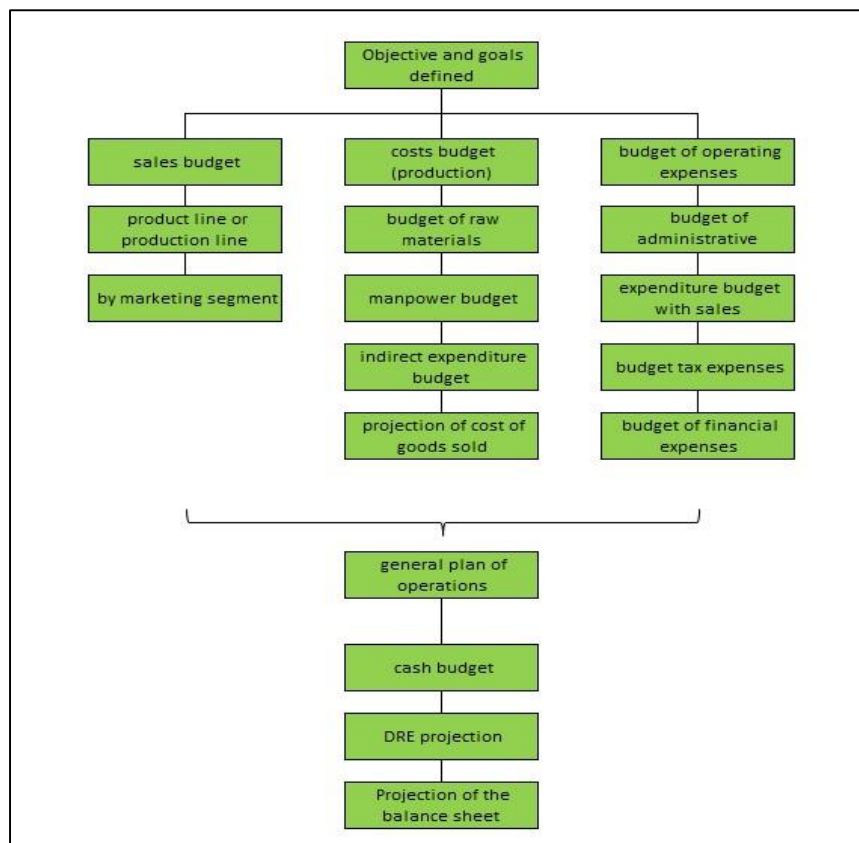 Objective and goals
defined
sales budget
product line or
production line
by marketing segment
costs budget
(production)
budget of raw
materials
manpower budget
indirect expenditure
budget
projection of cost of
goods sold
budget of operating
expenses
budget of
administrative
expenditure budget
with sales
budget tax expenses
budget of financial
expenses
general plan of
operations
cash budget
DRE projection
Projection of the
balance sheet